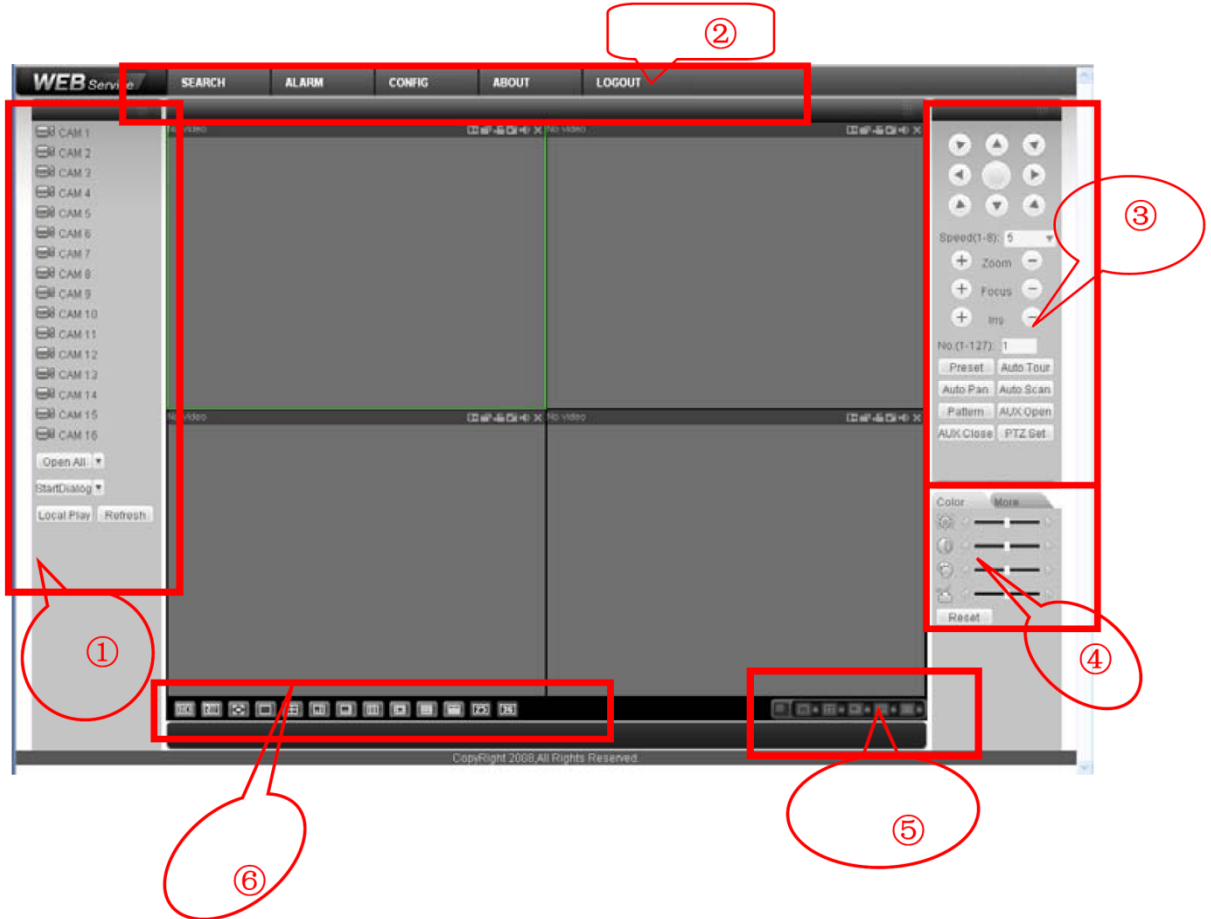 ②
WEB Service
SEARCH ALARM CONFIG ABOUT LOGOUT
CAM 1
CAM 2
CAM 3
CAM 4
CAM 5
CAM 6
CAM 7
CAM 8
CAM 9
CAM 10
CAM 11
CAM 12
CAM 13
CAM 14
CAM 15
CAM 16
Open All
StartDialog
Local Play Refresh
①
No video
No video
No video
No video
③
Speed(1-8): 5
Zoom
Focus
Iris
No.(1-127): 1
Preset Auto Tour
Auto Pan Auto Scan
Pattern AUX Open
AUX Close PTZ Set
Color More
Reset
④
36
CopyRight 2008,All Rights Reserved.
⑤
⑥